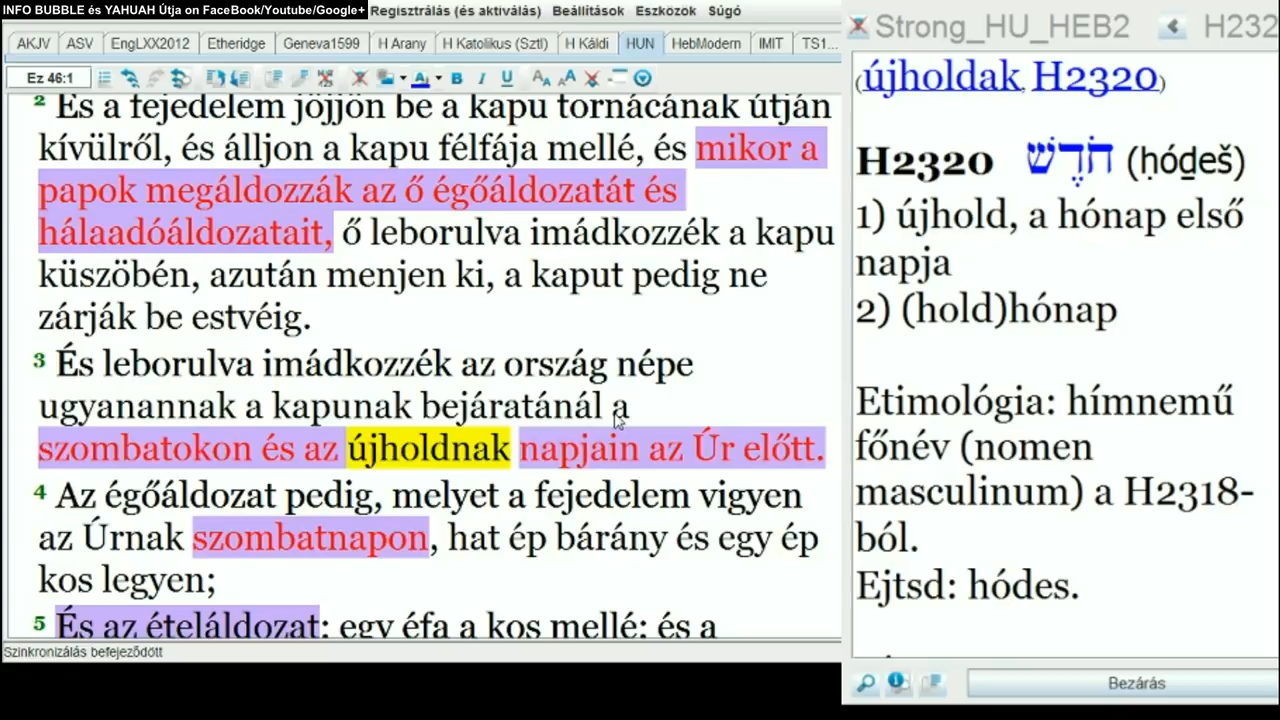 INFO BUBBLE és YAHUAH Útja on FaceBook/Youtube/Google+ Regisztrálás (és aktiválás) Beállítások Eszközök Súgó
AKJV ASV EngLXX2012 Etheridge Geneva1599 H Arany H Katolikus (Sztl) H Káldi HUN HebModern IMIT TS1...
Ez 46:1
2 És a fejedelem jöjjön be a kapu tornácának útján
kívülről, és álljon a kapu félfája mellé, és mikor a
papok megáldozzák az ő égőáldozatát és
hálaadóáldozatait, ő leborulva imádkozzék a kapu
küszöbén, azután menjen ki, a kaput pedig ne
zárják be estvéig.
3 És leborulva imádkozzék az ország népe
ugyanannak a kapunak bejáratánál a
szombatokon és az újholdnak napjain az Úr előtt.
4 Az égőáldozat pedig, melyet a fejedelem vigyen
az Úrnak szombatnapon, hat ép bárány és egy ép
kos legyen;
5 És az ételáldozat: egy éfa a kos mellé; és a
Szinkronizálás befejeződött
Strong_HU_HEB2 H232
(újholdak, H2320)
H2320 חֹדֶשׁ (ḥóḏeš)
1) újhold, a hónap első
napja
2) (hold)hónap
Etimológia: hímnemű
főnév (nomen
masculinum) a H2318-
ból.
Ejtsd: hódes.
Bezárás